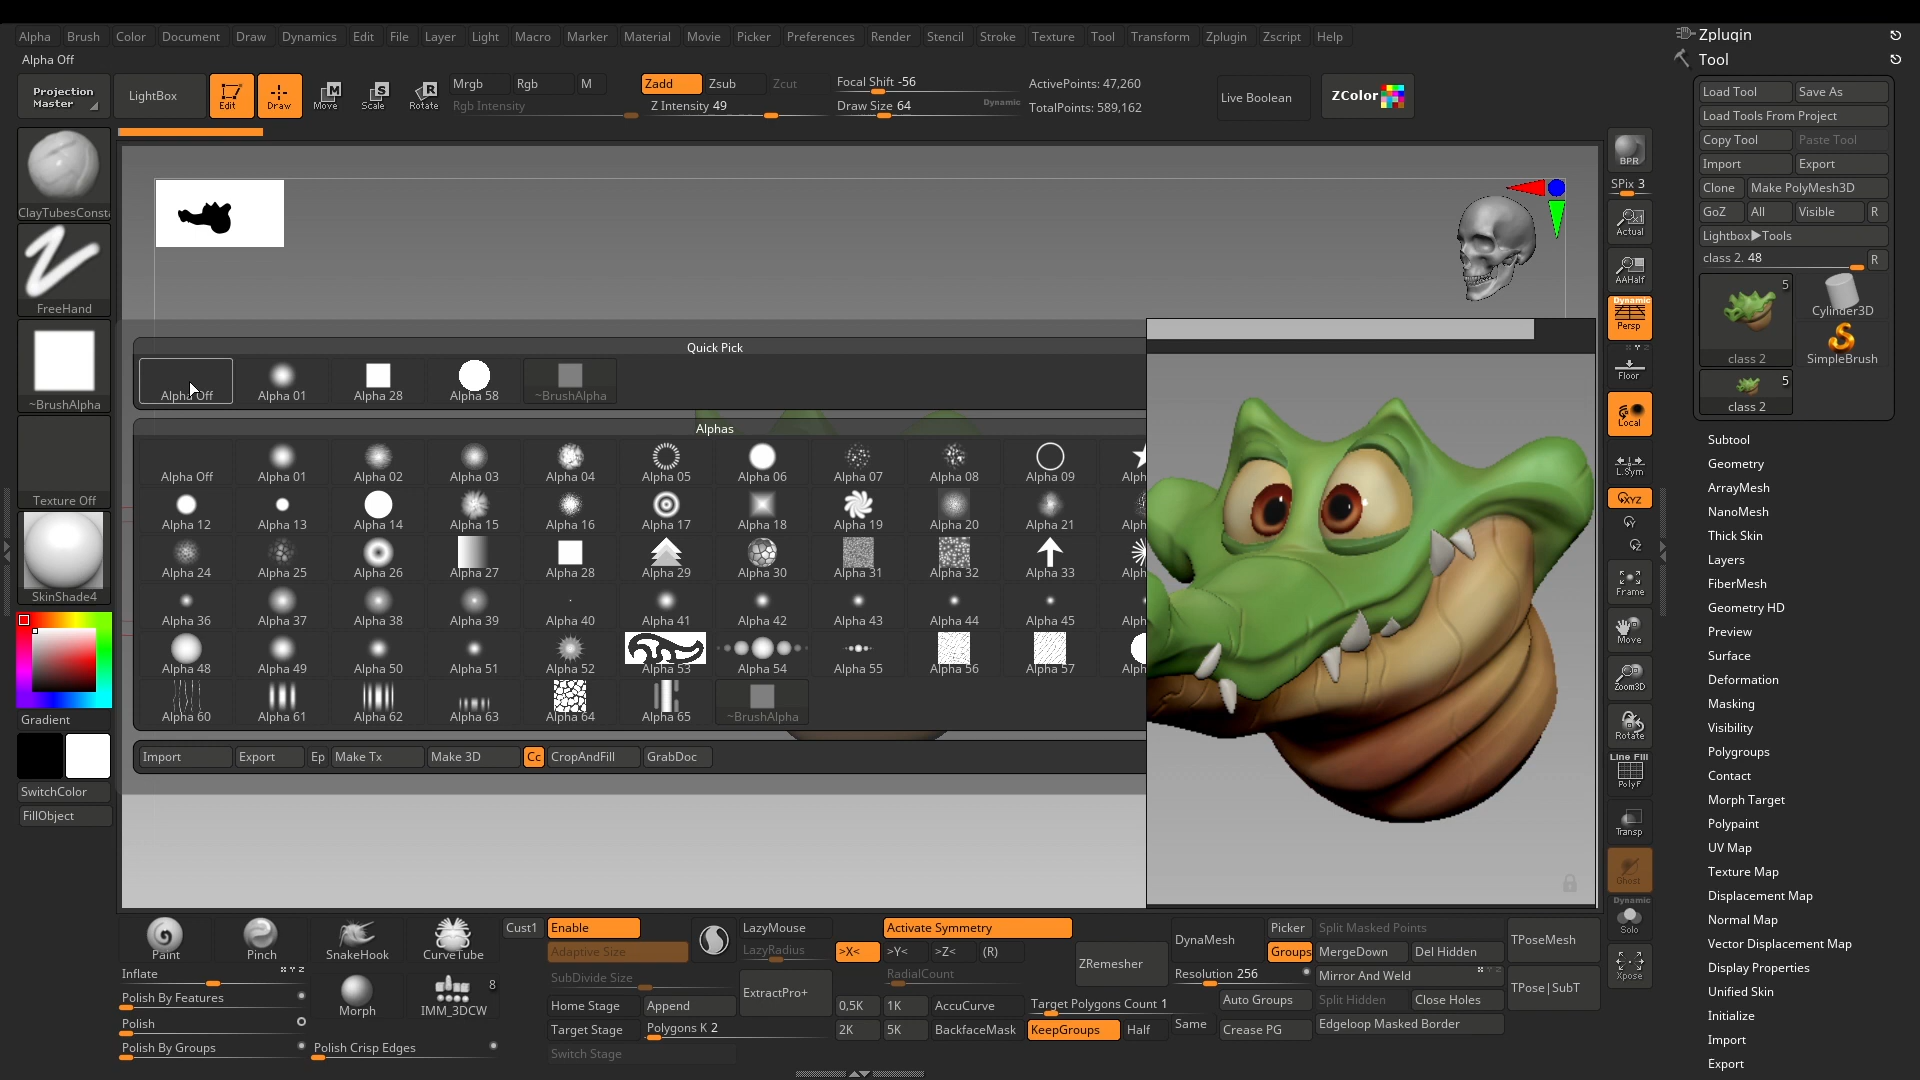 Alpha Brush Color Document Draw Dynamics Edit File Layer Light Macro Marker Material Movie Picker Preferences Render Stencil Stroke Texture Tool Transform Zplugin Zscript Help
Alpha Off
Projection Master
LightBox
Edit
Draw
Move
Scale
Rotate
Mrgb Rgb M
Rgb Intensity
Zadd Zsub Zcut
Z Intensity 49
Focal Shift -56
Draw Size 64
Dynamic
ActivePoints: 47,260
TotalPoints: 589,162
Live Boolean
ZColor
ClayTubesConst
FreeHand
~BrushAlpha
Texture Off
SkinShade4
Gradient
SwitchColor
FillObject
Quick Pick
Alpha Off Alpha 01 Alpha 28 Alpha 58 ~BrushAlpha
Alphas
Alpha Off Alpha 01 Alpha 02 Alpha 03 Alpha 04 Alpha 05 Alpha 06 Alpha 07 Alpha 08 Alpha 09 Alp
Alpha 12 Alpha 13 Alpha 14 Alpha 15 Alpha 16 Alpha 17 Alpha 18 Alpha 19 Alpha 20 Alpha 21 Alph
Alpha 24 Alpha 25 Alpha 26 Alpha 27 Alpha 28 Alpha 29 Alpha 30 Alpha 31 Alpha 32 Alpha 33 Alph
Alpha 36 Alpha 37 Alpha 38 Alpha 39 Alpha 40 Alpha 41 Alpha 42 Alpha 43 Alpha 44 Alpha 45 Alph
Alpha 48 Alpha 49 Alpha 50 Alpha 51 Alpha 52 Alpha 53 Alpha 54 Alpha 55 Alpha 56 Alpha 57 Alph
Alpha 60 Alpha 61 Alpha 62 Alpha 63 Alpha 64 Alpha 65 ~BrushAlpha
Import Export Ep Make Tx Make 3D Cc CropAndFill GrabDoc
BPR
SPix 3
Actual
AAHalf
Dynamic
Persp
Floor
Local
L.Sym
XYZ
Frame
Move
Zoom3D
Rotate
Line Fill
PolyF
Transp
Ghost
Dynamic
Solo
Xpose
Zplugin
Tool
Load Tool Save As
Load Tools From Project
Copy Tool Paste Tool
Import Export
Clone Make PolyMesh3D
GoZ All Visible R
Lightbox▶Tools
class 2. 48 R
5
class 2
Cylinder3D
SimpleBrush
5
class 2
Subtool
Geometry
ArrayMesh
NanoMesh
Thick Skin
Layers
FiberMesh
Geometry HD
Preview
Surface
Deformation
Masking
Visibility
Polygroups
Contact
Morph Target
Polypaint
UV Map
Texture Map
Displacement Map
Normal Map
Vector Displacement Map
Display Properties
Unified Skin
Initialize
Import
Export
Paint Pinch SnakeHook CurveTube
Inflate
Polish By Features
Polish
Polish By Groups
Morph
IMM_3DCW
8
Polish Crisp Edges
Cust1
Enable
Adaptive Size
SubDivide Size
Home Stage Append
Target Stage Polygons K 2
Switch Stage
LazyMouse
LazyRadius
ExtractPro+
Activate Symmetry
>X< >Y< >Z< (R)
RadialCount
0,5K 1K AccuCurve
2K 5K BackfaceMask
ZRemesher
Target Polygons Count 1
KeepGroups Half Same
DynaMesh
Resolution 256
Picker
Groups
Auto Groups
Crease PG
Split Masked Points
MergeDown Del Hidden
Mirror And Weld
Split Hidden Close Holes
Edgeloop Masked Border
TPoseMesh
TPose|SubT